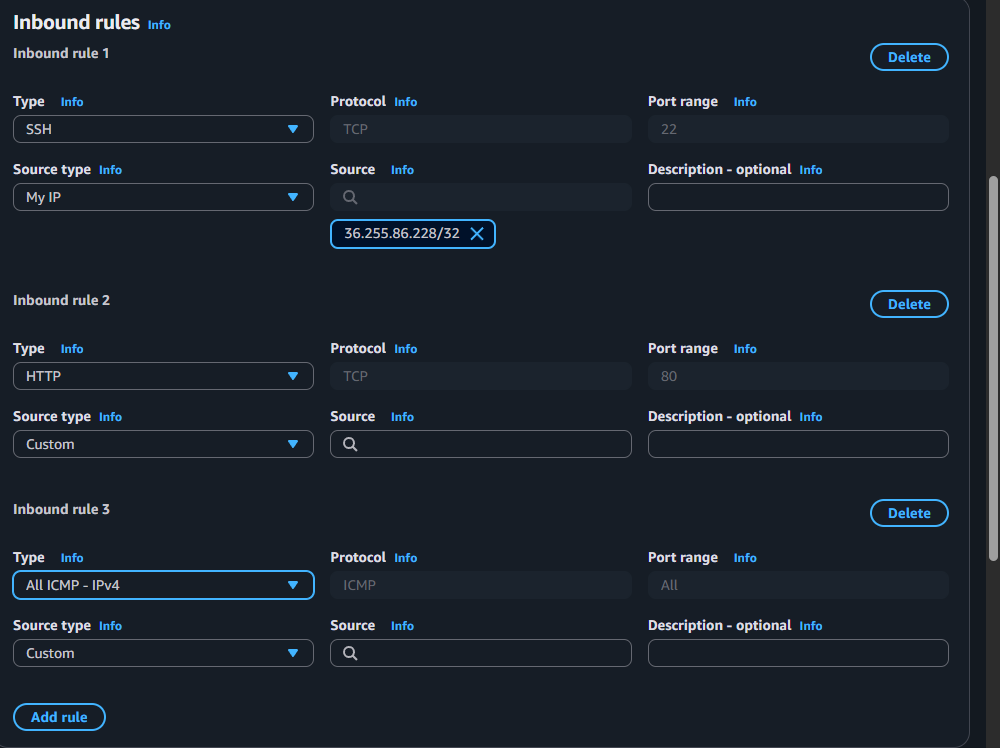 Inbound rules Info
Inbound rule 1
Delete
Type Info Protocol Info Port range Info
SSH TCP 22
Source type Info Source Info Description - optional Info
My IP
36.255.86.228/32
Inbound rule 2
Delete
Type Info Protocol Info Port range Info
HTTP TCP 80
Source type Info Source Info Description - optional Info
Custom
Inbound rule 3
Delete
Type Info Protocol Info Port range Info
All ICMP - IPv4 ICMP All
Source type Info Source Info Description - optional Info
Custom
Add rule